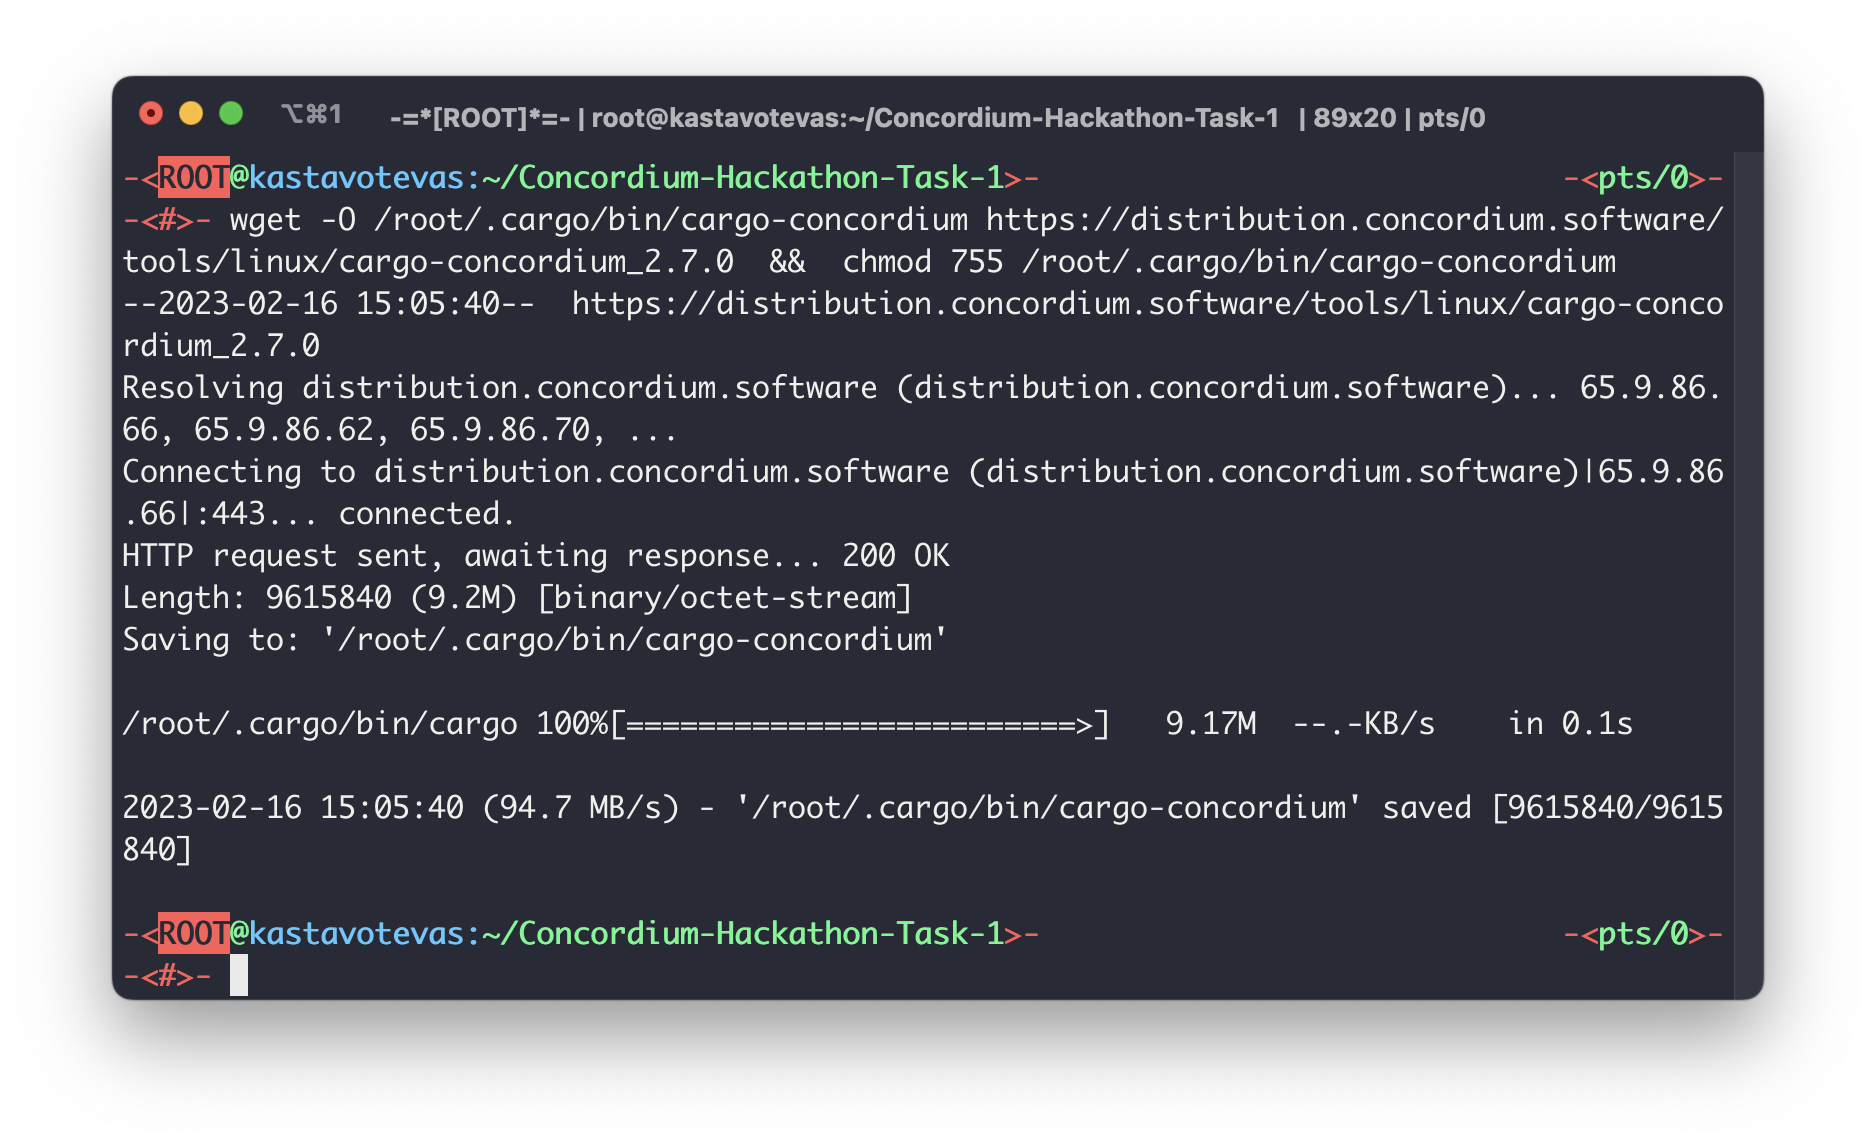 ⌥⌘1 -=*[ROOT]*=- | root@kastavotevas:~/Concordium-Hackathon-Task-1 | 89x20 | pts/0
-<ROOT@kastavotevas:~/Concordium-Hackathon-Task-1>- -<pts/0>-
-<#>- wget -O /root/.cargo/bin/cargo-concordium https://distribution.concordium.software/
tools/linux/cargo-concordium_2.7.0  &&  chmod 755 /root/.cargo/bin/cargo-concordium
--2023-02-16 15:05:40--  https://distribution.concordium.software/tools/linux/cargo-conco
rdium_2.7.0
Resolving distribution.concordium.software (distribution.concordium.software)... 65.9.86.
66, 65.9.86.62, 65.9.86.70, ...
Connecting to distribution.concordium.software (distribution.concordium.software)|65.9.86
.66|:443... connected.
HTTP request sent, awaiting response... 200 OK
Length: 9615840 (9.2M) [binary/octet-stream]
Saving to: '/root/.cargo/bin/cargo-concordium'
/root/.cargo/bin/cargo 100%[=========================>]   9.17M  --.-KB/s    in 0.1s
2023-02-16 15:05:40 (94.7 MB/s) - '/root/.cargo/bin/cargo-concordium' saved [9615840/9615
840]
-<ROOT@kastavotevas:~/Concordium-Hackathon-Task-1>- -<pts/0>-
-<#>-